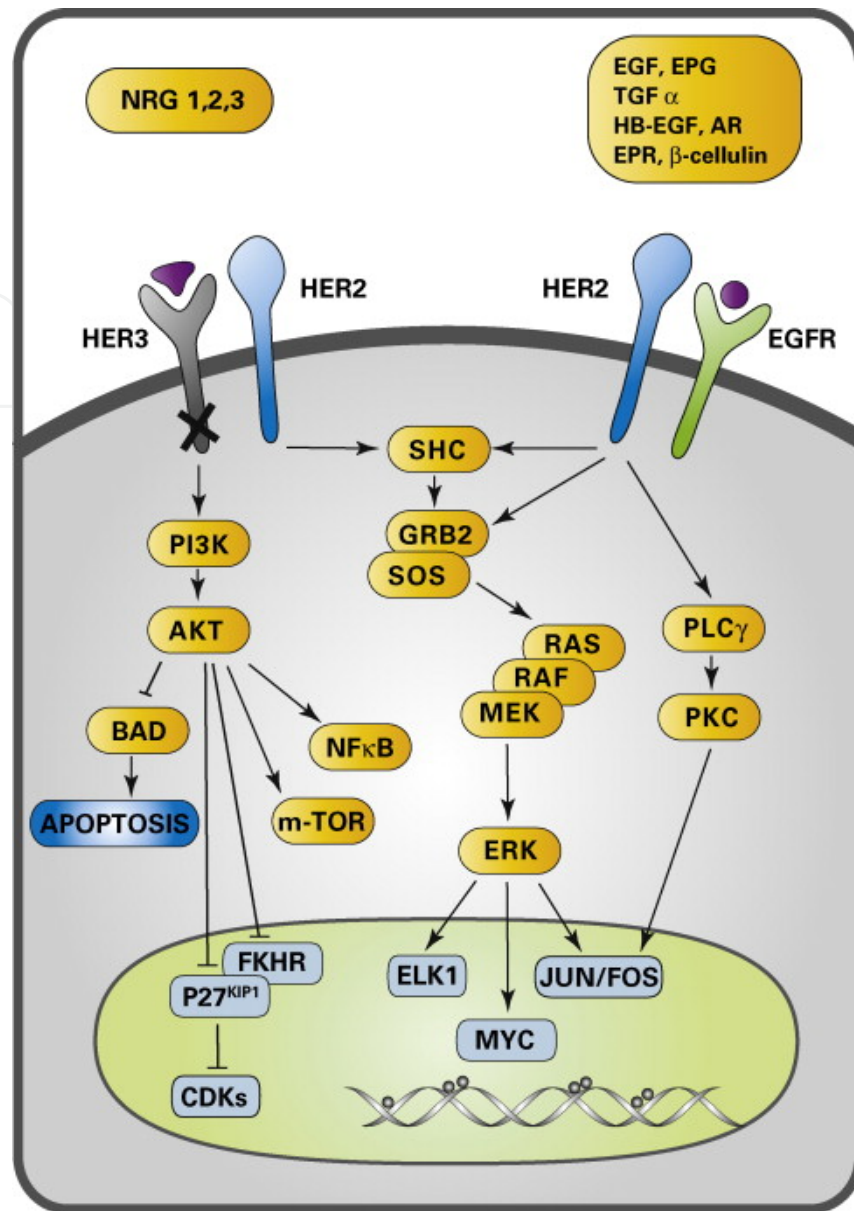 NRG 1,2,3
EGF, EPG
TGF α
HB-EGF, AR
EPR, β-cellulin
HER3
HER2
HER2
EGFR
SHC
GRB2
SOS
PI3K
AKT
RAS
RAF
MEK
PLCγ
PKC
BAD
NFκB
APOPTOSIS
m-TOR
ERK
FKHR
P27KIP1
ELK1
JUN/FOS
MYC
CDKs